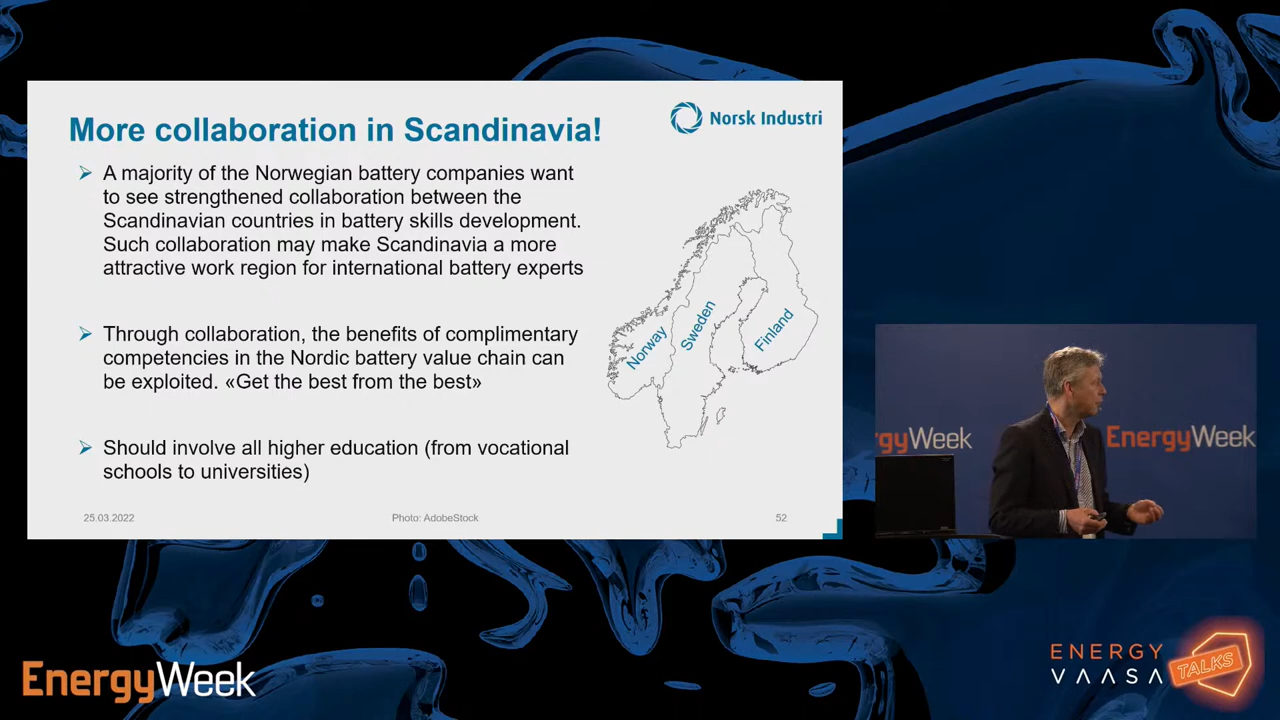 More collaboration in Scandinavia!
Norsk Industri
➢ A majority of the Norwegian battery companies want
to see strengthened collaboration between the
Scandinavian countries in battery skills development.
Such collaboration may make Scandinavia a more
attractive work region for international battery experts
➢ Through collaboration, the benefits of complimentary
competencies in the Nordic battery value chain can
be exploited. «Get the best from the best»
➢ Should involve all higher education (from vocational
schools to universities)
Norway
Sweden
Finland
25.03.2022
Photo: AdobeStock
52
rgyWeek
EnergyWeek
EnergyWeek
ENERGY
VAASA
TALKS